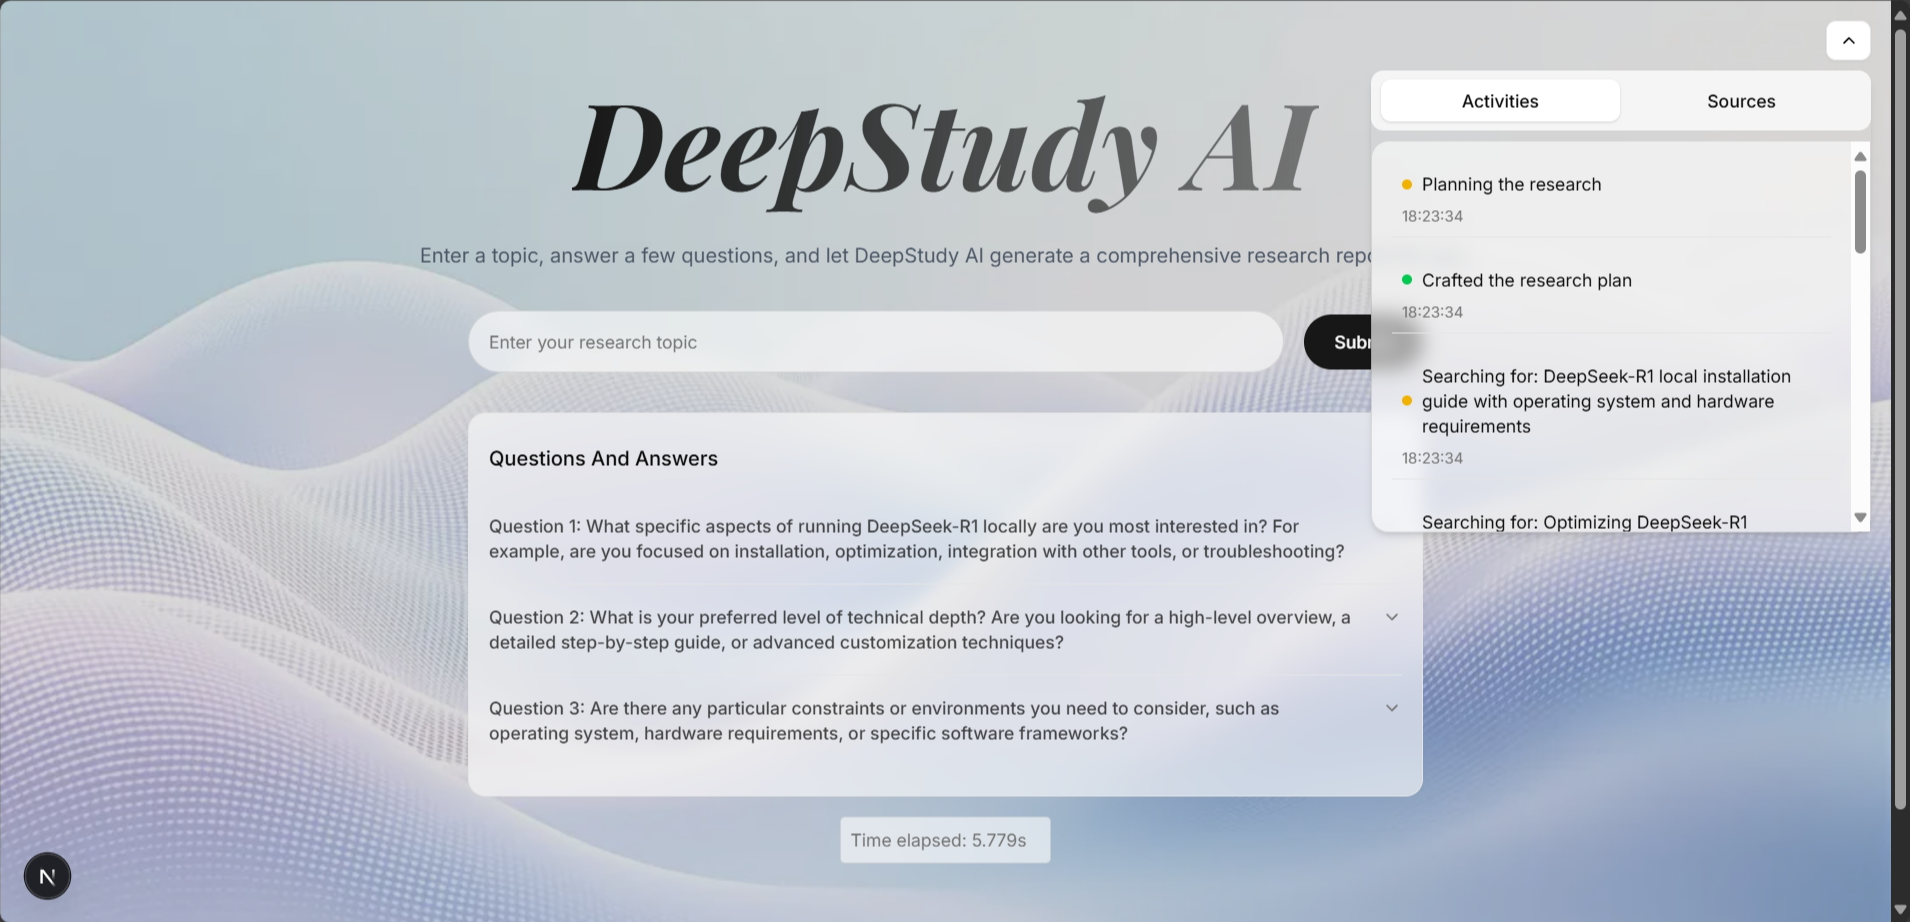 DeepStudy AI
Enter a topic, answer a few questions, and let DeepStudy AI generate a comprehensive research
Enter your research topic
Questions And Answers
Question 1: What specific aspects of running DeepSeek-R1 locally are you most interested in? For
example, are you focused on installation, optimization, integration with other tools, or troubleshooting?
Question 2: What is your preferred level of technical depth? Are you looking for a high-level overview, a
detailed step-by-step guide, or advanced customization techniques?
Question 3: Are there any particular constraints or environments you need to consider, such as
operating system, hardware requirements, or specific software frameworks?
Time elapsed: 5.779s
N
Activities
Sources
Planning the research
18:23:34
Crafted the research plan
18:23:34
Searching for: DeepSeek-R1 local installation
guide with operating system and hardware
requirements
18:23:34
Searching for: Optimizing DeepSeek-R1